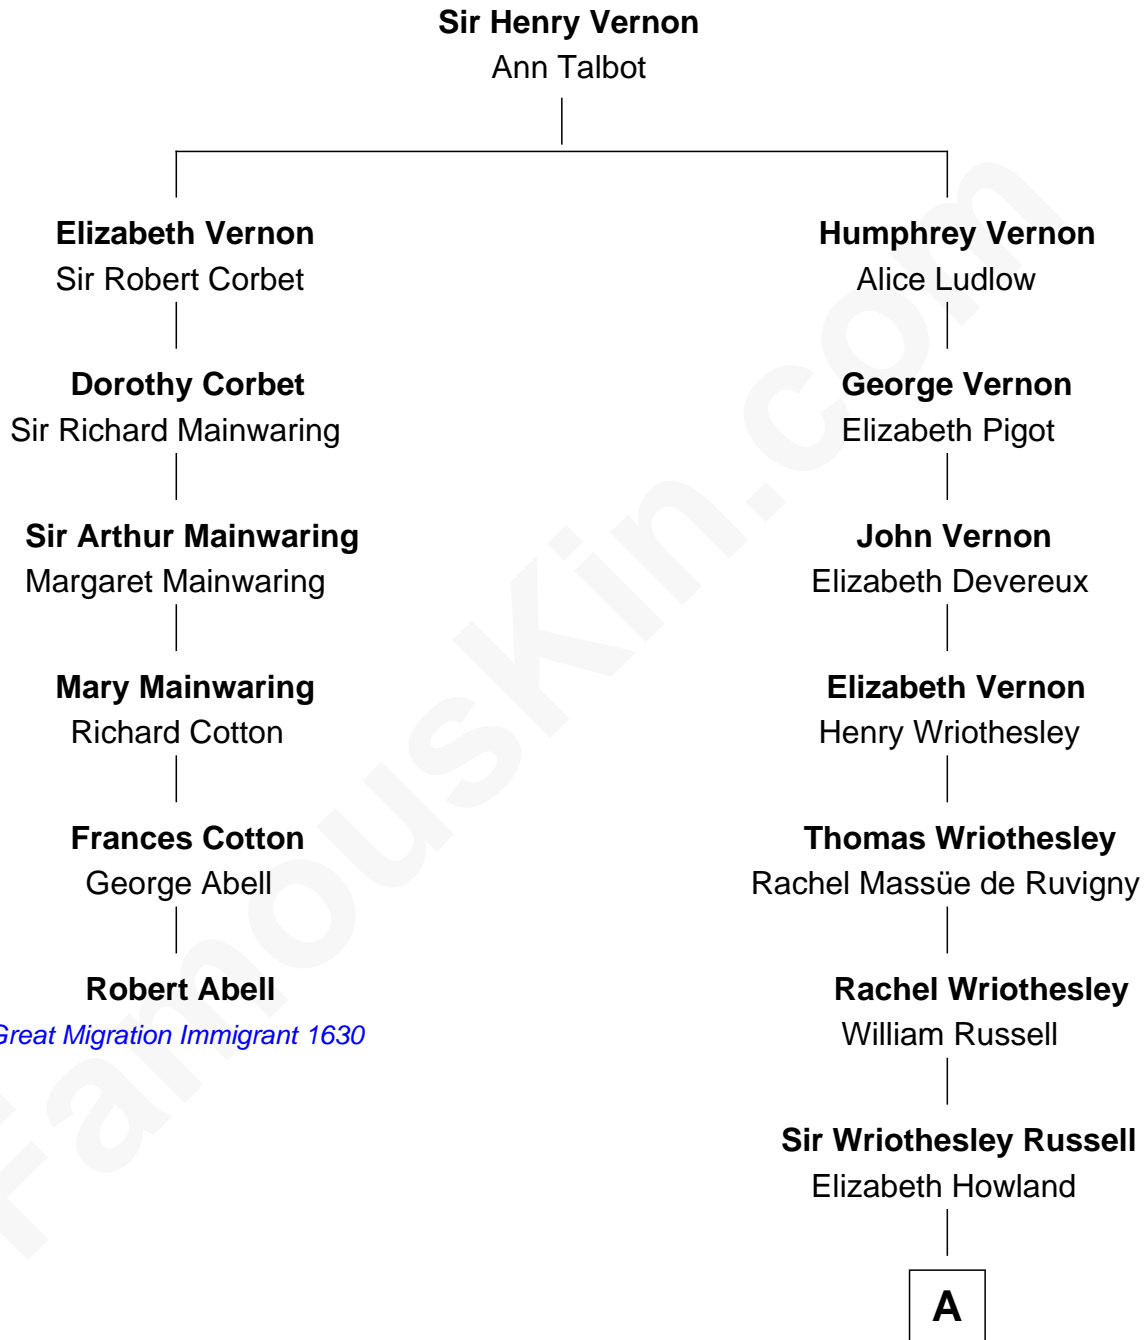 Sir Henry Vernon
Ann Talbot
Elizabeth Vernon
Sir Robert Corbet
Dorothy Corbet
Sir Richard Mainwaring
Sir Arthur Mainwaring
Margaret Mainwaring
Mary Mainwaring
Richard Cotton
Frances Cotton
George Abell
Robert Abell
Great Migration Immigrant 1630
Humphrey Vernon
Alice Ludlow
George Vernon
Elizabeth Pigot
John Vernon
Elizabeth Devereux
Elizabeth Vernon
Henry Wriothesley
Thomas Wriothesley
Rachel Massüe de Ruvigny
Rachel Wriothesley
William Russell
Sir Wriothesley Russell
Elizabeth Howland
A
FamousKin.com